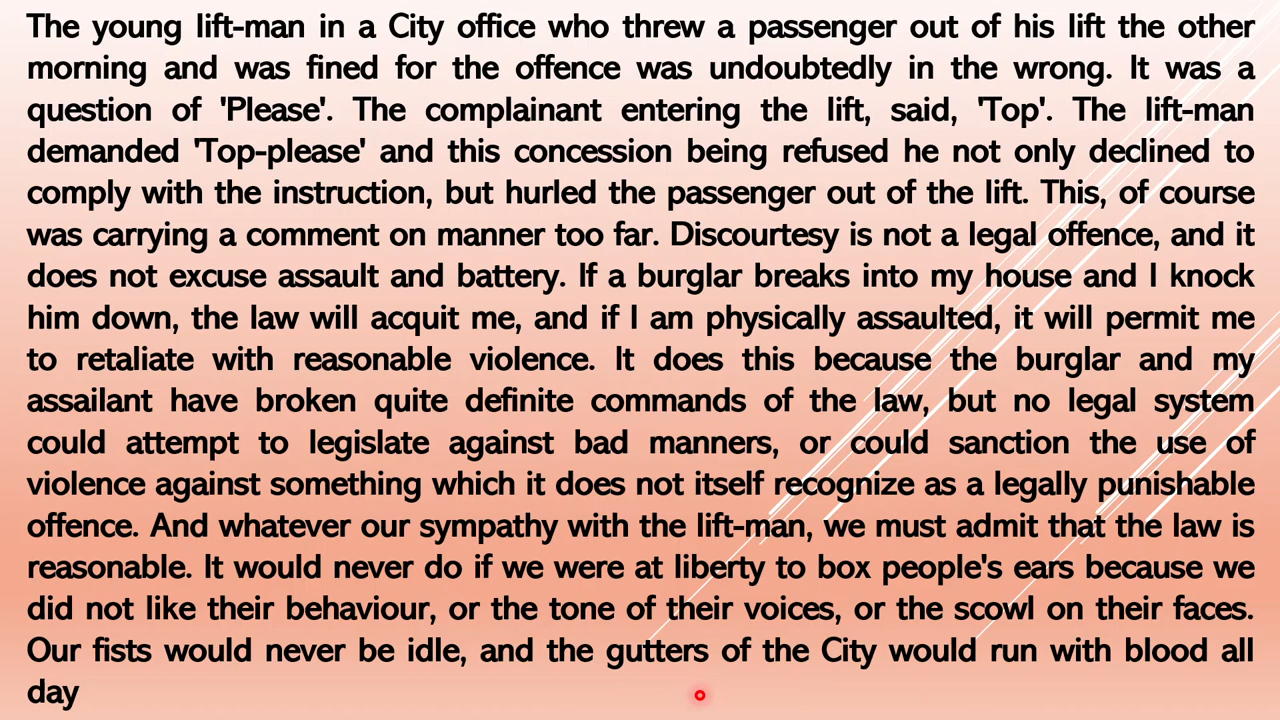 The young lift-man in a City office who threw a passenger out of his lift the other
morning and was fined for the offence was undoubtedly in the wrong. It was a
question of 'Please'. The complainant entering the lift, said, 'Top'. The lift-man
demanded 'Top-please' and this concession being refused he not only declined to
comply with the instruction, but hurled the passenger out of the lift. This, of course
was carrying a comment on manner too far. Discourtesy is not a legal offence, and it
does not excuse assault and battery. If a burglar breaks into my house and I knock
him down, the law will acquit me, and if I am physically assaulted, it will permit me
to retaliate with reasonable violence. It does this because the burglar and my
assailant have broken quite definite commands of the law, but no legal system
could attempt to legislate against bad manners, or could sanction the use of
violence against something which it does not itself recognize as a legally punishable
offence. And whatever our sympathy with the lift-man, we must admit that the law is
reasonable. It would never do if we were at liberty to box people's ears because we
did not like their behaviour, or the tone of their voices, or the scowl on their faces.
Our fists would never be idle, and the gutters of the City would run with blood all
day